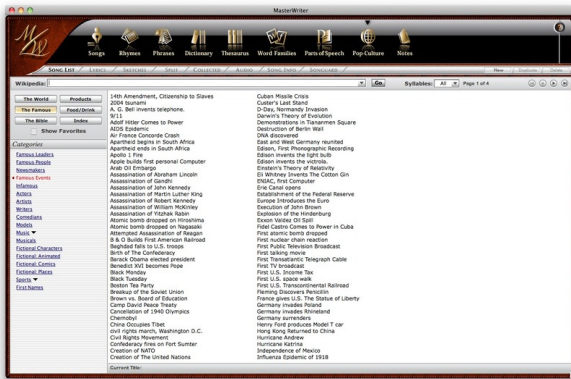 MasterWriter
MW
Songs Rhymes Phrases Dictionary Thesaurus Word Families Parts of Speech Pop Culture Notes
SONG LIST / LYRICS / SKETCHES / SPLIT / COLLECTED / AUDIO / SONG INFO / SONGUARD /
New Duplicate Delete
Wikipedia: Go Syllables: All Page 1 of 4
The World Products
The Famous Food/Drink
The Bible Index
Show Favorites
Categories
Famous Leaders
Famous People
Newsmakers
Famous Events
Infamous
Actors
Artists
Writers
Comedians
Models
Music
Musicals
Fictional Characters
Fictional Animated
Fictional Comics
Fictional Places
Sports
First Names
14th Amendment, Citizenship to Slaves
2004 tsunami
A. G. Bell invents telephone.
9/11
Adolf Hitler Comes to Power
AIDS Epidemic
Air France Concorde Crash
Apartheid begins in South Africa
Apartheid ends in South Africa
Apollo 1 Fire
Apple builds first personal Computer
Arab Oil Embargo
Assassination of Abraham Lincoln
Assassination of Gandhi
Assassination of John Kennedy
Assassination of Martin Luther King
Assassination of Robert Kennedy
Assassination of William McKinley
Assassination of Yitzhak Rabin
Atomic bomb dropped on Hiroshima
Atomic bomb dropped on Nagasaki
Attempted Assassination of Reagan
B & O Builds First American Railroad
Baghdad falls to U.S. troops
Birth of The Confederacy
Barack Obama elected president
Benedict XVI becomes Pope
Black Monday
Black Tuesday
Boston Tea Party
Breakup of the Soviet Union
Brown vs. Board of Education
Camp David Peace Treaty
Cancellation of 1940 Olympics
Chernobyl
China Occupies Tibet
civil rights march, Washington D.C.
Civil Rights Movement
Confederacy fires on Fort Sumter
Creation of NATO
Creation of The United Nations
Cuban Missile Crisis
Custer's Last Stand
D-Day, Normandy Invasion
Darwin's Theory of Evolution
Demonstrations in Tiananmen Square
Destruction of Berlin Wall
DNA discovered
East and West Germany reunited
Edison, First Phonographic Recording
Edison invents the light bulb
Edison invents the victrola.
Einstein's Theory of Relativity
Eli Whitney Invents The Cotton Gin
ENIAC, first Computer
Erie Canal opens
Establishment of the Federal Reserve
Europe Introduces the Euro
Execution of John Brown
Explosion of the Hindenburg
Exxon Valdez Oil Spill
Fidel Castro Comes to Power in Cuba
First atomic bomb dropped
First nuclear chain reaction
First Public Television Broadcast
First talking movie
First Transatlantic Telegraph Cable
First TV broadcast
First U.S. Income Tax
First U.S. space walk
First U.S. Transcontinental Railroad
Fleming Discovers Penicillin
France gives U.S. The Statue of Liberty
Germany invades Poland
Germany invades Rhineland
Germany surrenders
Henry Ford produces Model T car
Hong Kong Returned to China
Hurricane Andrew
Hurricane Katrina
Independence of Mexico
Influenza Epidemic of 1918
Current Title: